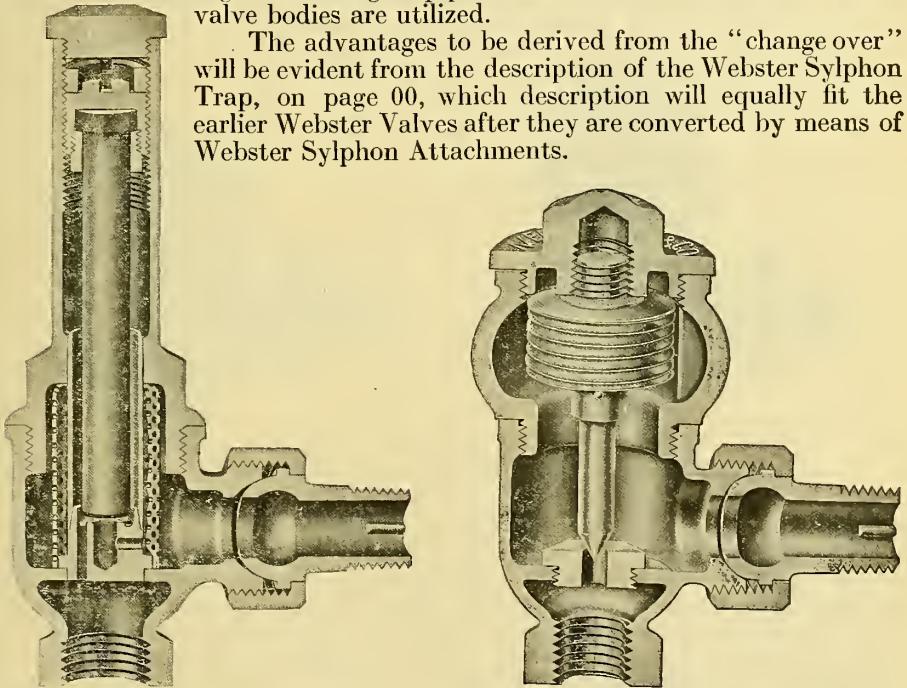 valve bodies are utilized.
The advantages to be derived from the “change over”
will be evident from the description of the Webster Sylphon
Trap, on page 00, which description will equally fit the
earlier Webster Valves after they are converted by means of
Webster Sylphon Attachments.
& CO